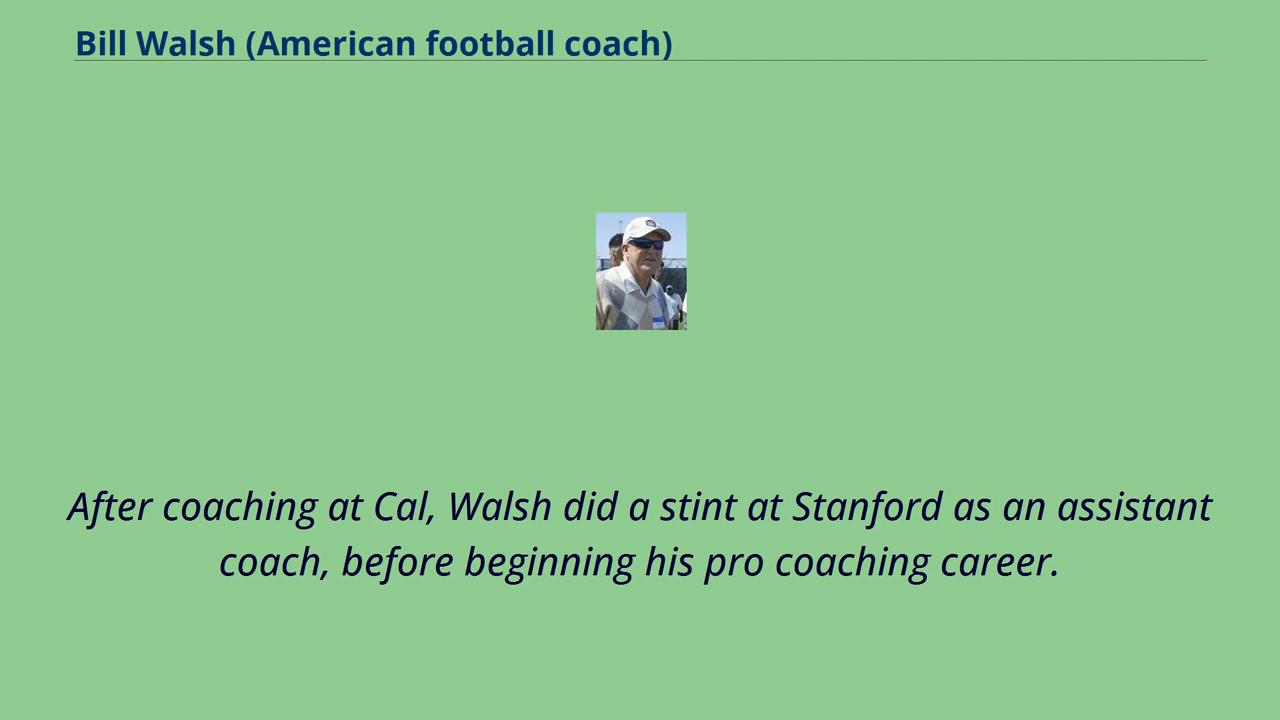 Bill Walsh (American football coach)
After coaching at Cal, Walsh did a stint at Stanford as an assistant
coach, before beginning his pro coaching career.